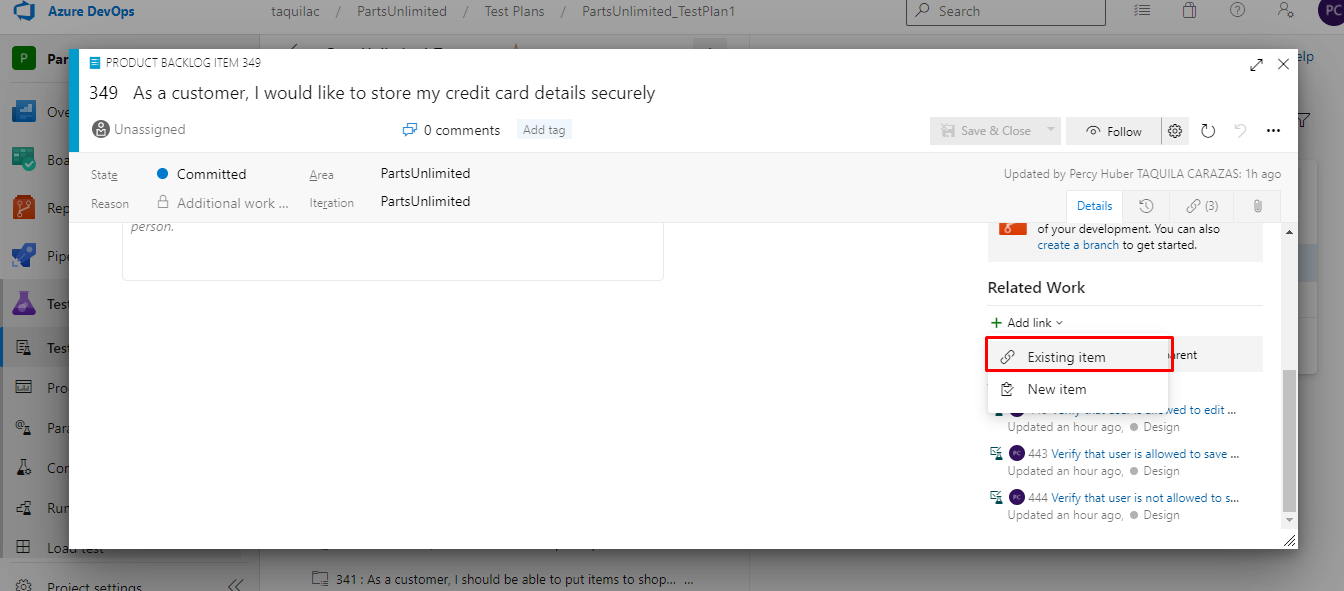 Azure DevOps
taquilac / PartsUnlimited / Test Plans / PartsUnlimited_TestPlan1
Search
PC
P
Par
elp
PRODUCT BACKLOG ITEM 349
349 As a customer, I would like to store my credit card details securely
Unassigned
0 comments
Add tag
Save & Close
Follow
State
Committed
Area
PartsUnlimited
Updated by Percy Huber TAQUILA CARAZAS: 1h ago
Reason
Additional work ...
Iteration
PartsUnlimited
Details
(3)
person.
of your development. You can also
create a branch to get started.
Related Work
Add link
Existing item
arent
New item
Verify that user is allowed to edit ...
Updated an hour ago, Design
PC 443 Verify that user is allowed to save ...
Updated an hour ago, Design
PC 444 Verify that user is not allowed to s...
Updated an hour ago, Design
Ove
Boa
Rep
Pipe
Test
Test
Pro
Para
Con
Run
Load test
Project settings
341 : As a customer, I should be able to put items to shop... ...